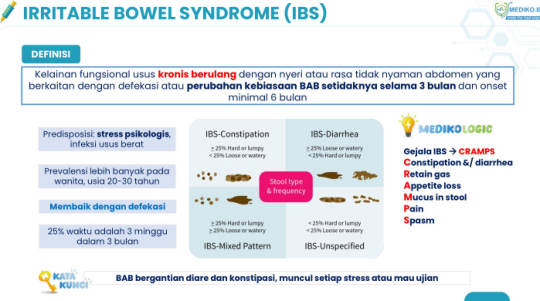 IRRITABLE BOWEL SYNDROME (IBS)
DEFINISI
Kelainan fungsional usus kronis berulang dengan nyeri atau rasa tidak nyaman abdomen yang
berkaitan dengan defekasi atau perubahan kebiasaan BAB setidaknya selama 3 bulan dan onset
minimal 6 bulan
Predisposisi: stress psikologis,
infeksi usus berat
Prevalensi lebih banyak pada
wanita, usia 20-30 tahun
Membaik dengan defekasi
25% waktu adalah 3 minggu
dalam 3 bulan
IBS-Constipation
≥ 25% Hard or lumpy
< 25% Loose or watery
IBS-Diarrhea
≥ 25% Loose or watery
< 25% Hard or lumpy
Stool type
& frequency
≥ 25% Hard or lumpy
≥ 25% Loose or watery
IBS-Mixed Pattern
< 25% Hard or lumpy
< 25% Loose or watery
IBS-Unspecified
MEDIKOLOGIC
Gejala IBS → CRAMPS
Constipation &/ diarrhea
Retain gas
Appetite loss
Mucus in stool
Pain
Spasm
KATA
KUNCI
BAB bergantian diare dan konstipasi, muncul setiap stress atau mau ujian